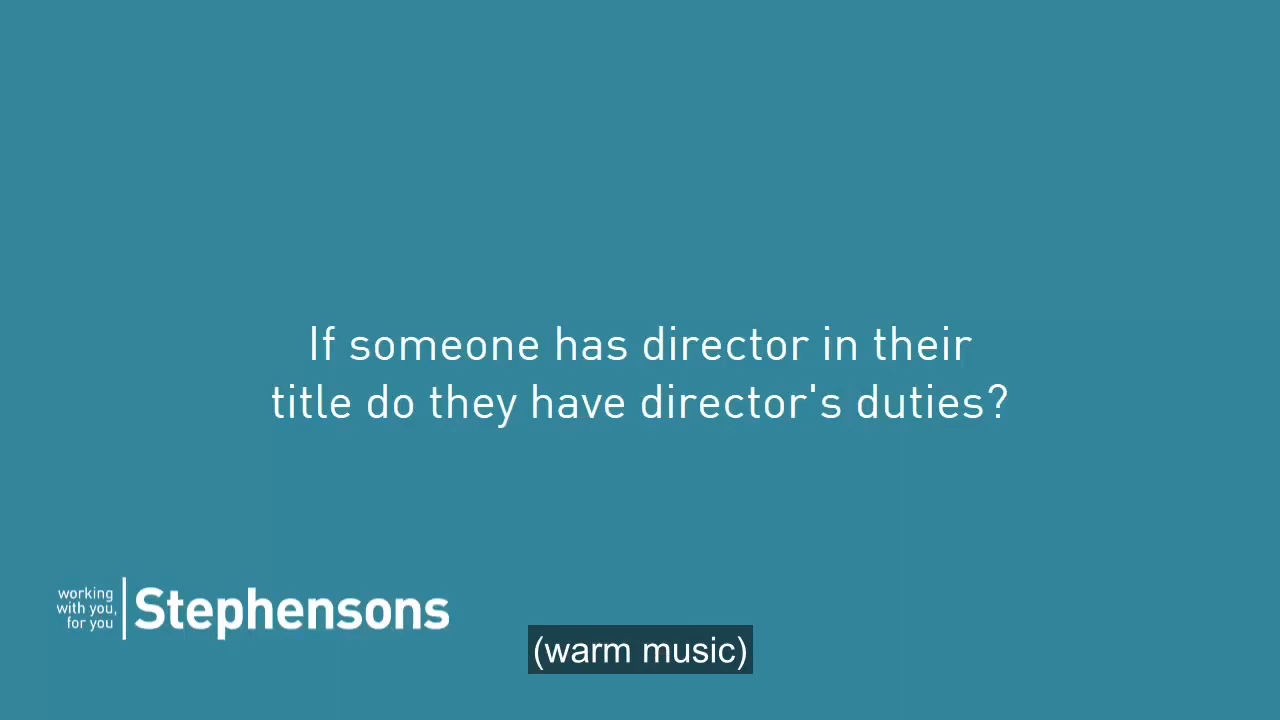 If someone has director in their
title do they have director's duties?
working
with you,
for you
Stephensons
(warm music)